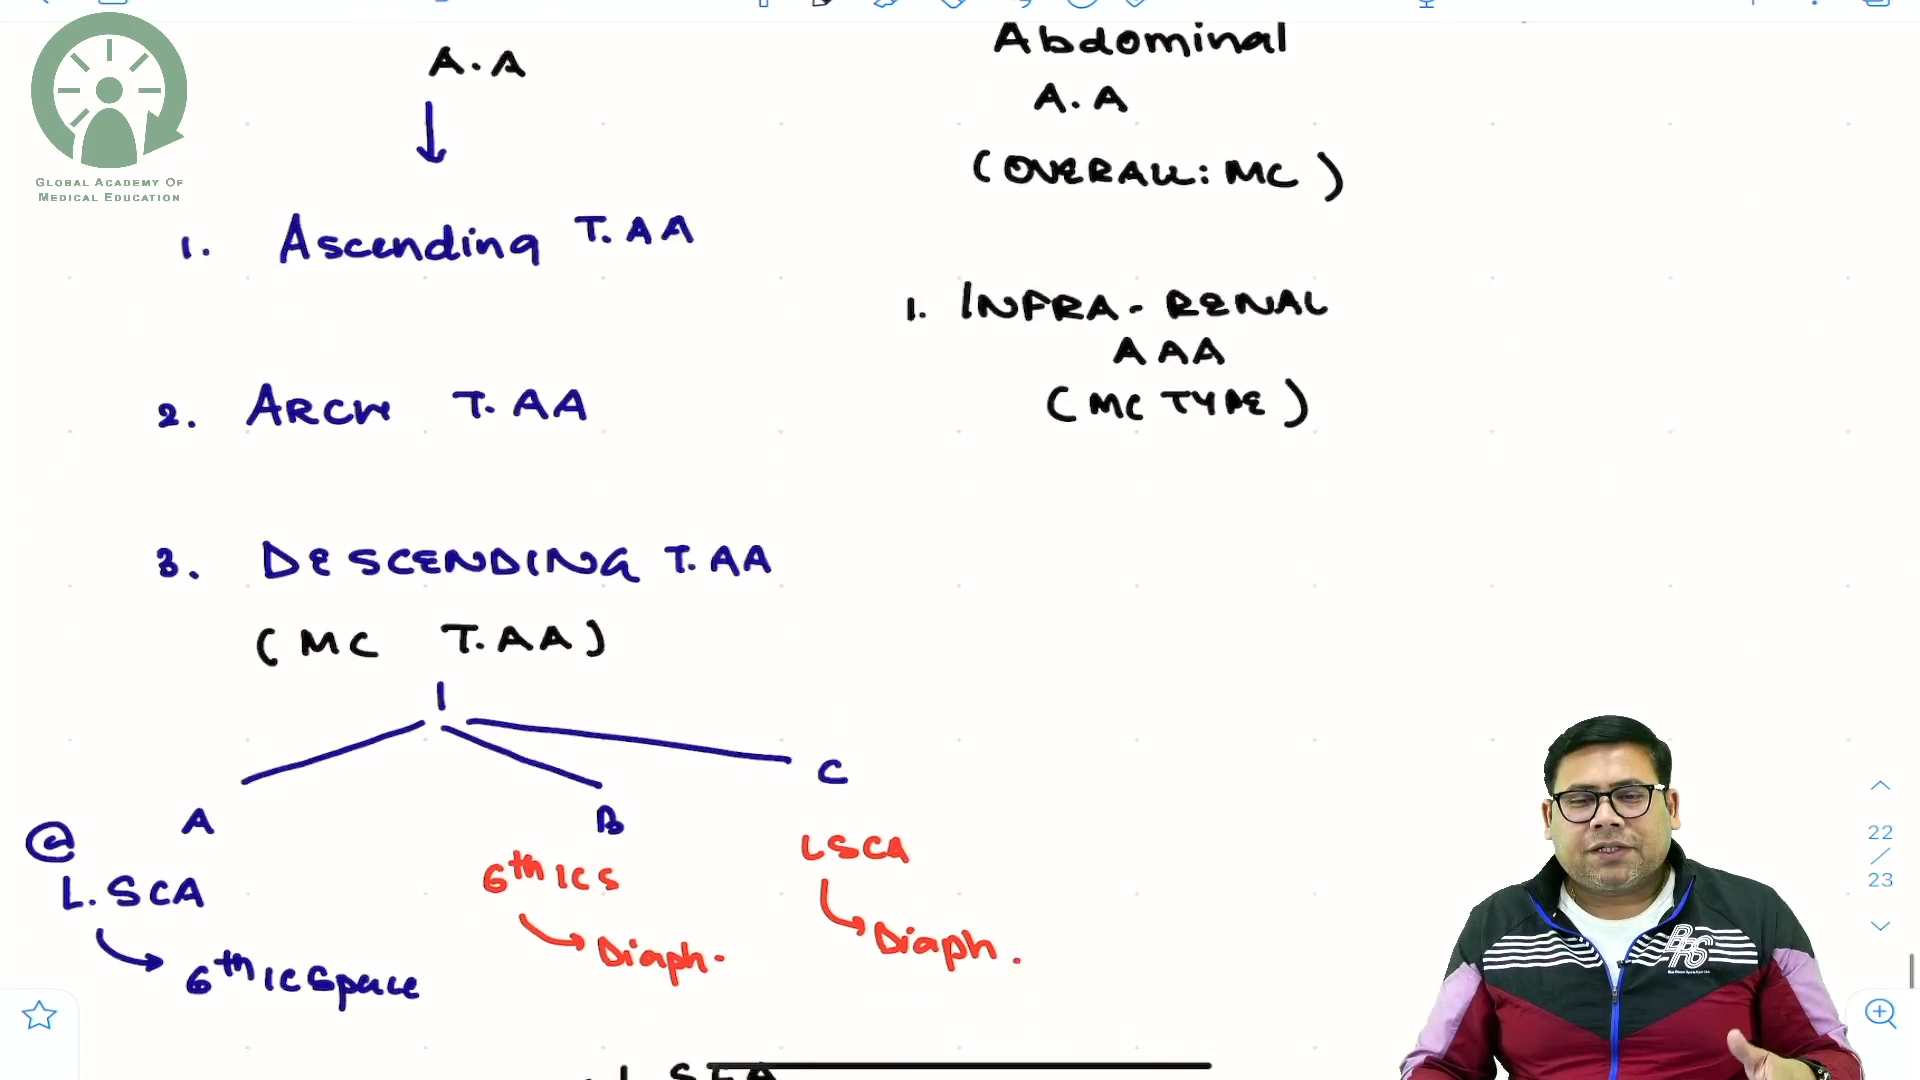 GLOBAL ACADEMY OF
MEDICAL EDUCATION
A.A
1. Ascending T.AA
2. ARCH T.AA
3. DESCENDING T.AA
(MC T.AA)
A
@
L.SCA
6th IC Space
B
6th ICS
Diaph.
C
LSCA
Diaph.
Abdominal
A.A
(OVERALL: MC)
1. INFRA-RENAL
AAA
(MC TYPE)
22
/
23